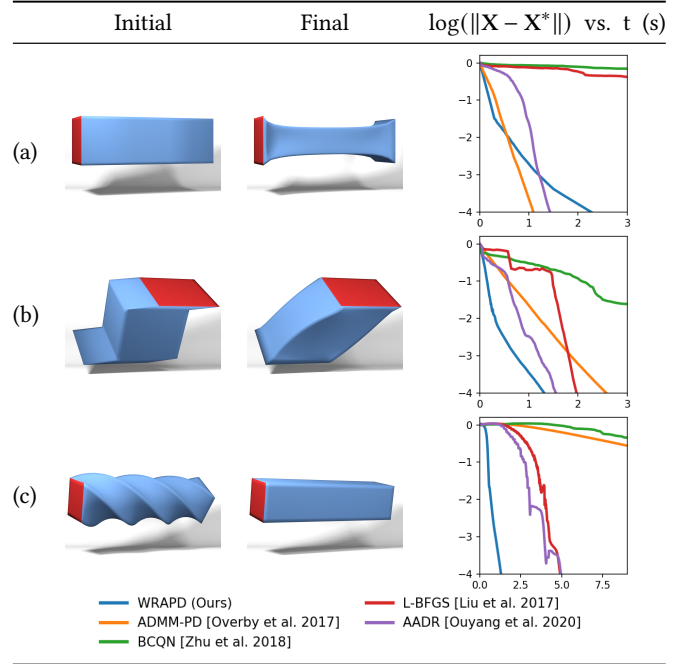 Initial Final log(‖X − X*‖) vs. t (s)
(a)
0
−1
−2
−3
−4
0 1 2 3
(b)
0
−1
−2
−3
−4
0 1 2 3
(c)
0
−1
−2
−3
−4
0.0 2.5 5.0 7.5
WRAPD (Ours)
ADMM-PD [Overby et al. 2017]
BCQN [Zhu et al. 2018]
L-BFGS [Liu et al. 2017]
AADR [Ouyang et al. 2020]